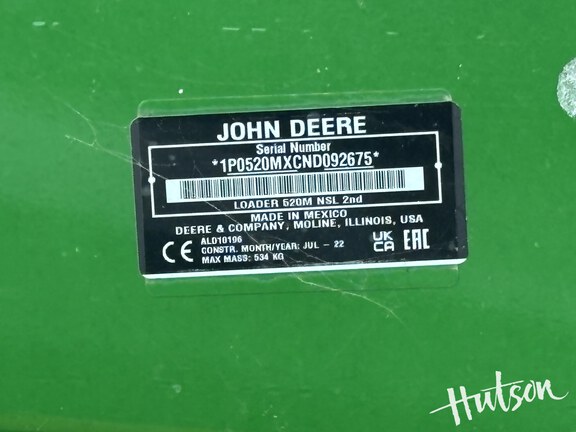 JOHN DEERE
Serial Number
*1P0520MXCND092675*
LOADER 520M NSL 2nd
MADE IN MEXICO
DEERE & COMPANY, MOLINE, ILLINOIS, USA
CE ALO10196 UK CA EAC
CONSTR. MONTH/YEAR: JUL - 22
MAX MASS: 534 KG
Hutson